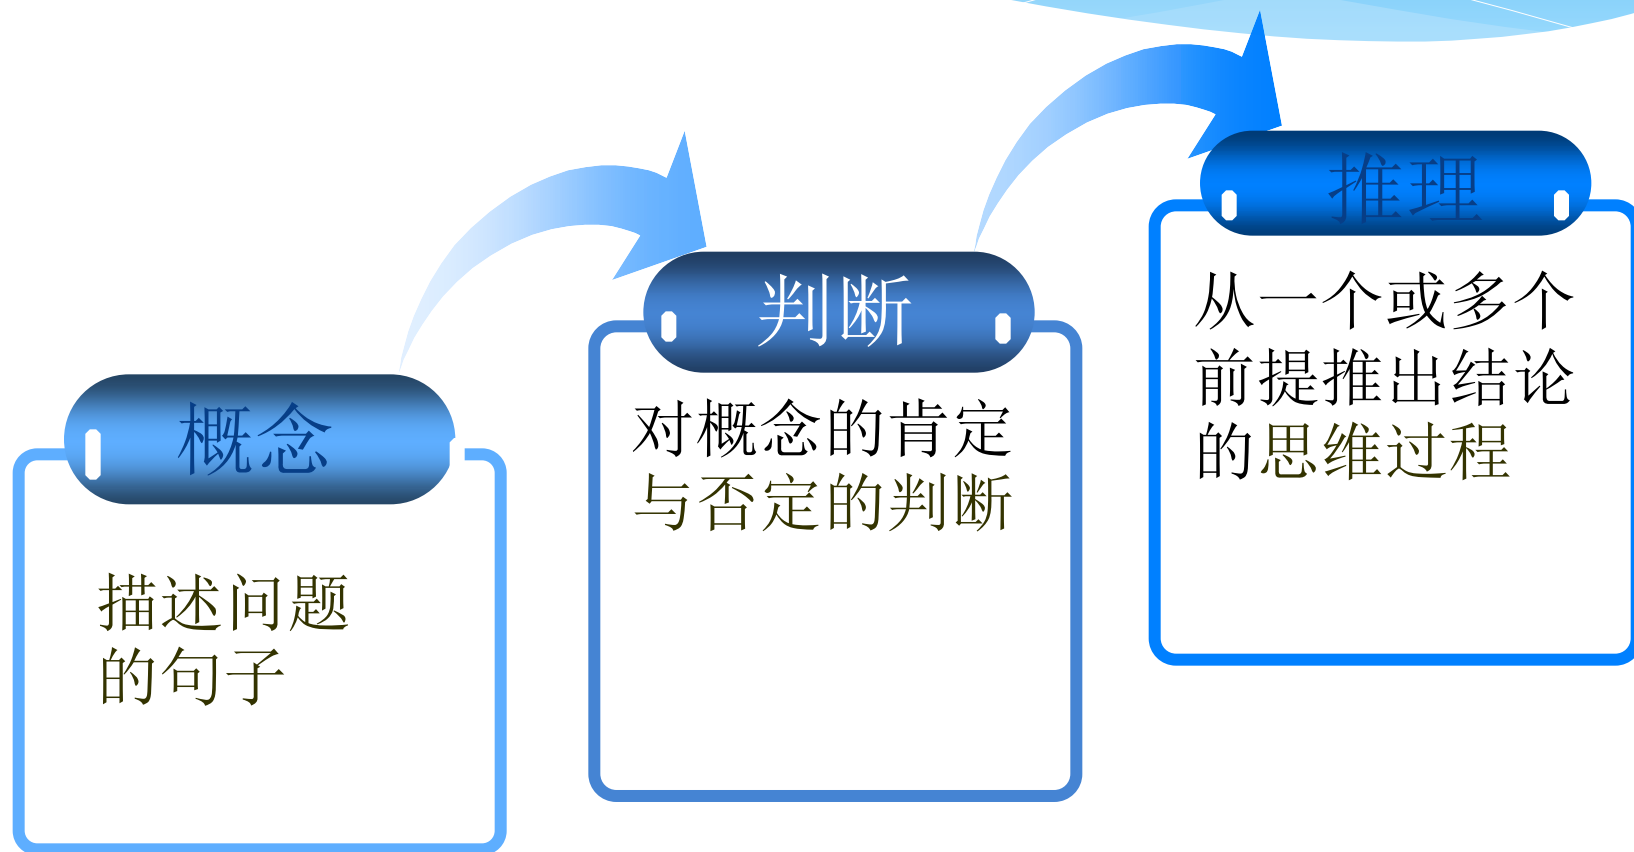 概念
描述问题
的句子
判断
对概念的肯定
与否定的判断
推理
从一个或多个
前提推出结论
的思维过程